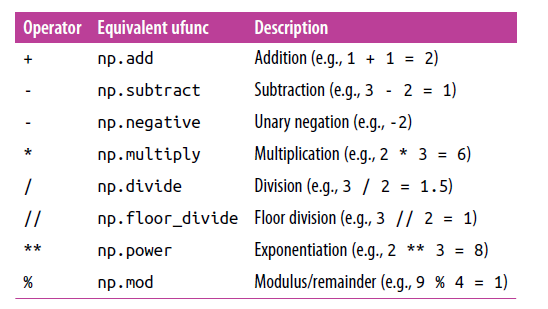 Operator Equivalent ufunc Description
+ np.add Addition (e.g., 1 + 1 = 2)
- np.subtract Subtraction (e.g., 3 - 2 = 1)
- np.negative Unary negation (e.g., -2)
* np.multiply Multiplication (e.g., 2 * 3 = 6)
/ np.divide Division (e.g., 3 / 2 = 1.5)
// np.floor_divide Floor division (e.g., 3 // 2 = 1)
** np.power Exponentiation (e.g., 2 ** 3 = 8)
% np.mod Modulus/remainder (e.g., 9 % 4 = 1)